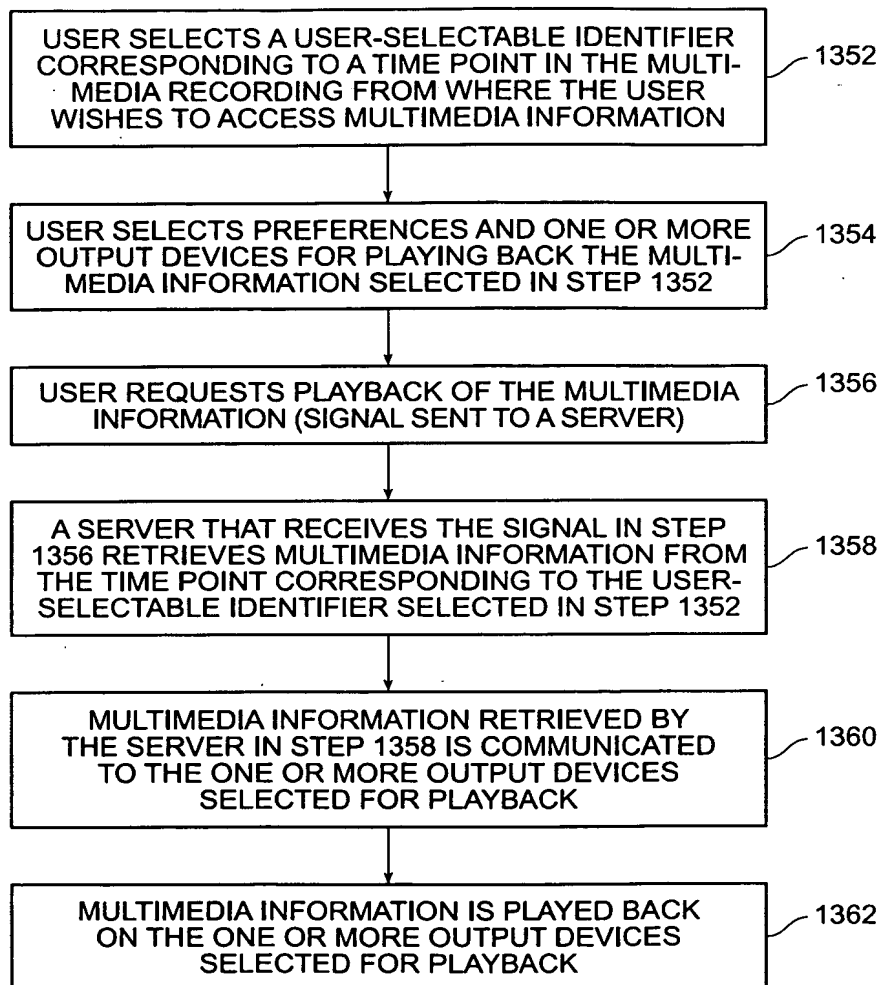 USER SELECTS A USER-SELECTABLE IDENTIFIER
CORRESPONDING TO A TIME POINT IN THE MULTI-
MEDIA RECORDING FROM WHERE THE USER
WISHES TO ACCESS MULTIMEDIA INFORMATION
1352
USER SELECTS PREFERENCES AND ONE OR MORE
OUTPUT DEVICES FOR PLAYING BACK THE MULTI-
MEDIA INFORMATION SELECTED IN STEP 1352
1354
USER REQUESTS PLAYBACK OF THE MULTIMEDIA
INFORMATION (SIGNAL SENT TO A SERVER)
1356
A SERVER THAT RECEIVES THE SIGNAL IN STEP
1356 RETRIEVES MULTIMEDIA INFORMATION FROM
THE TIME POINT CORRESPONDING TO THE USER-
SELECTABLE IDENTIFIER SELECTED IN STEP 1352
1358
MULTIMEDIA INFORMATION RETRIEVED BY
THE SERVER IN STEP 1358 IS COMMUNICATED
TO THE ONE OR MORE OUTPUT DEVICES
SELECTED FOR PLAYBACK
1360
MULTIMEDIA INFORMATION IS PLAYED BACK
ON THE ONE OR MORE OUTPUT DEVICES
SELECTED FOR PLAYBACK
1362